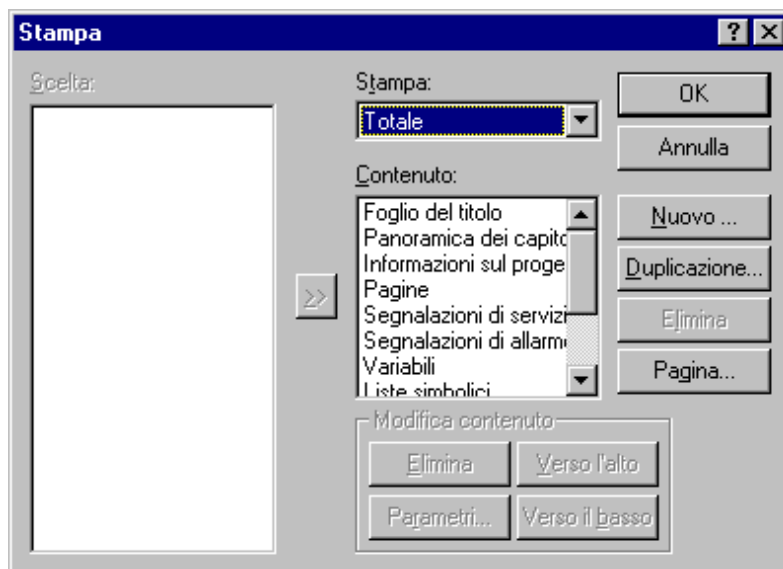 Stampa
Scelta:
Stampa:
Totale
OK
Annulla
Contenuto:
Foglio del titolo
Panoramica dei capito
Informazioni sul proge
Pagine
Segnalazioni di servizi
Segnalazioni di allarme
Variabili
Liste simbolici
>>
Nuovo ...
Duplicazione...
Elimina
Pagina...
Modifica contenuto
Elimina
Verso l'alto
Parametri...
Verso il basso